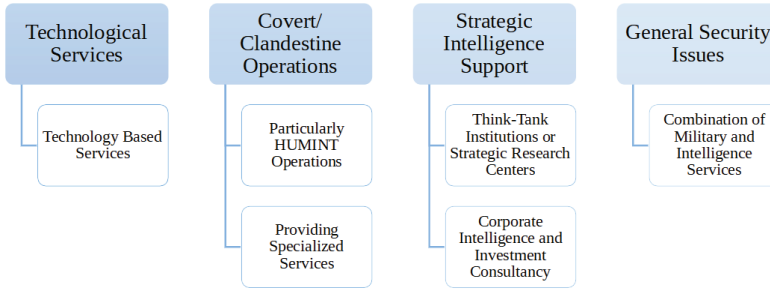 Technological
Services
Technology Based
Services
Covert/
Clandestine
Operations
Particularly
HUMINT
Operations
Providing
Specialized
Services
Strategic
Intelligence
Support
Think-Tank
Institutions or
Strategic Research
Centers
Corporate
Intelligence and
Investment
Consultancy
General Security
Issues
Combination of
Military and
Intelligence
Services